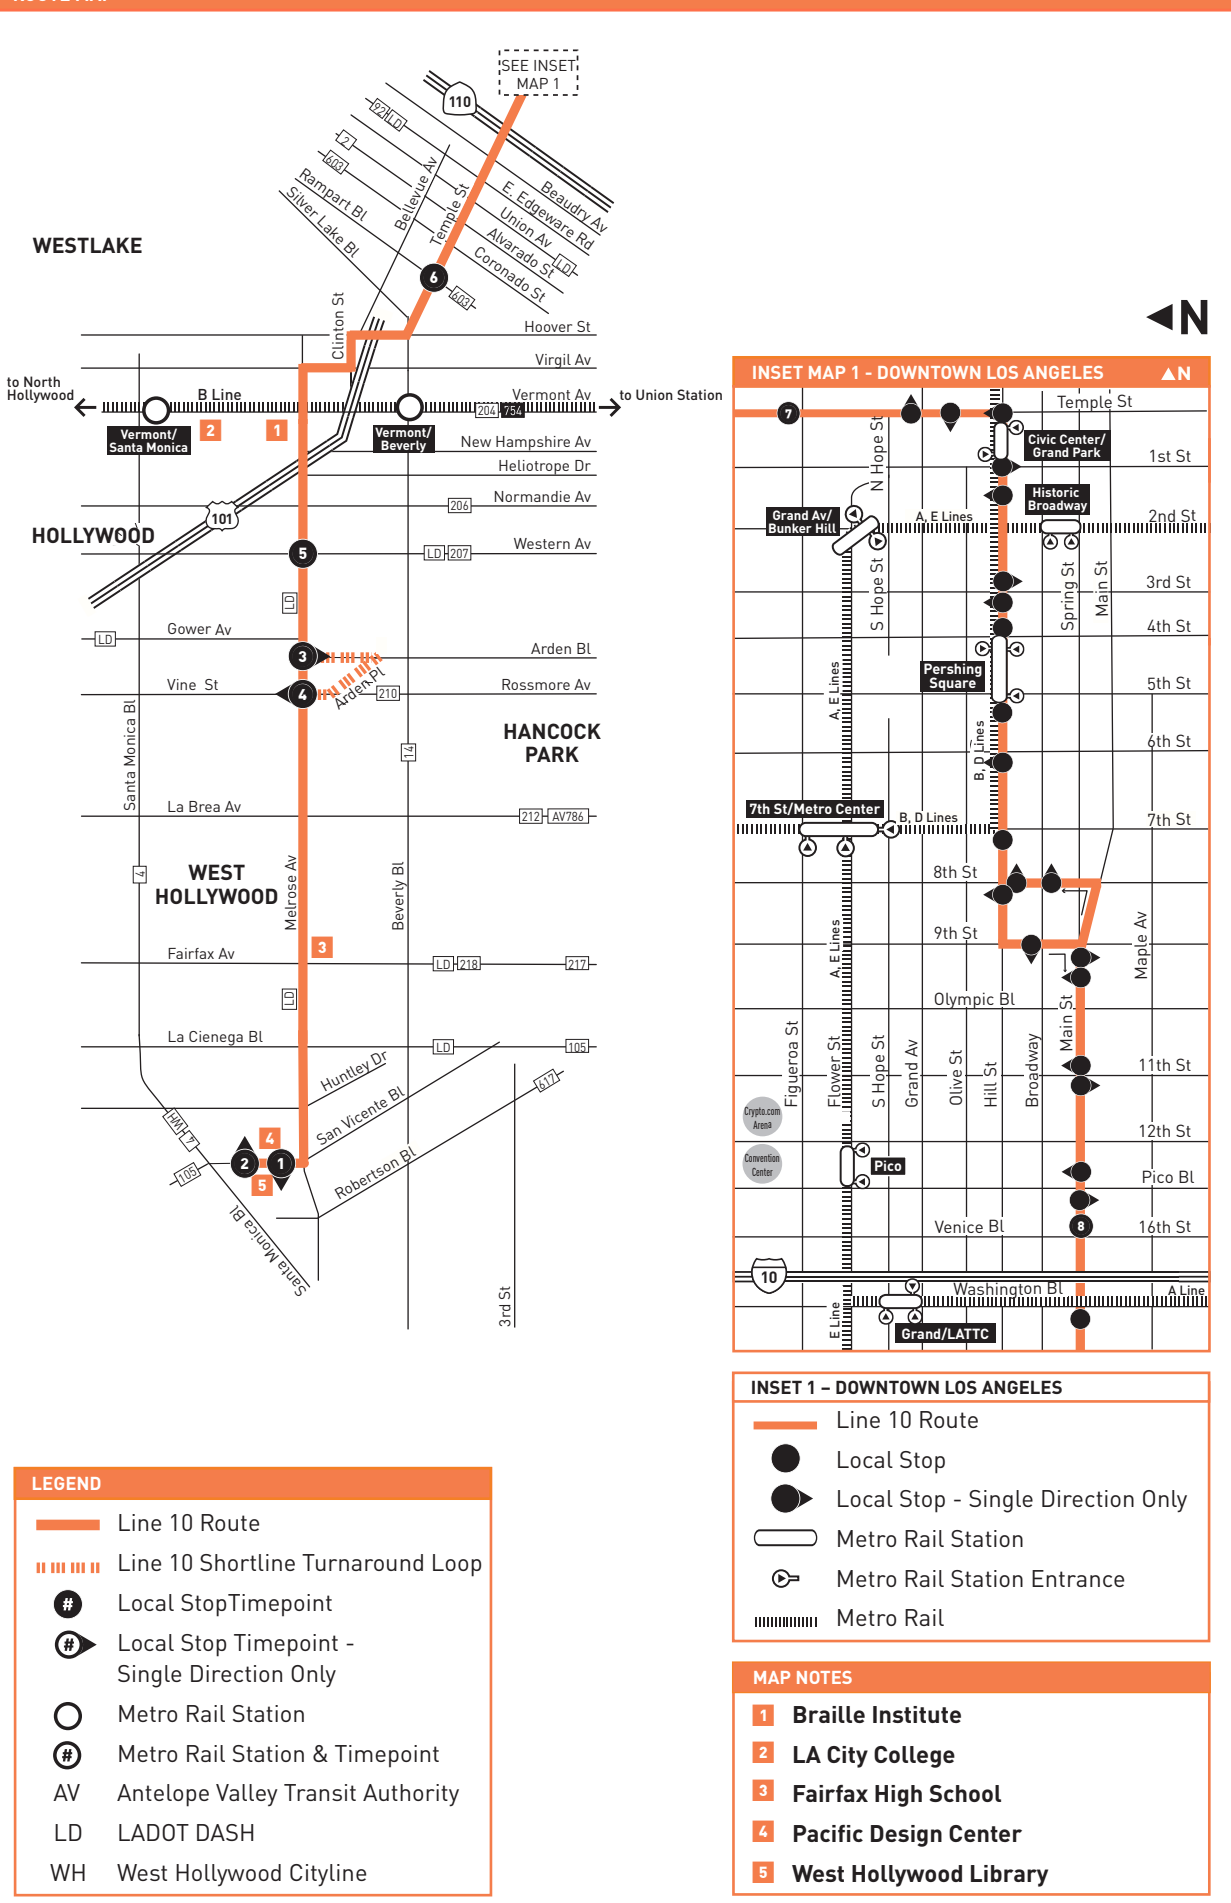 SEE INSET
MAP 1
110
92
LD
2
603
Rampart Bl
Silver Lake Bl
Bellevue Av
Temple St
Beaudry Av
E. Edgeware Rd
Union Av
LD
Alvarado St
Coronado St
603
6
WESTLAKE
Clinton St
Hoover St
Virgil Av
to North
Hollywood
B Line
Vermont Av
204
754
to Union Station
Vermont/
Santa Monica
2
1
Vermont/
Beverly
New Hampshire Av
Heliotrope Dr
Normandie Av
206
101
HOLLYWOOD
5
Western Av
LD
207
LD
Gower Av
LD
3
Arden Bl
Vine St
4
Arden Pl
210
Rossmore Av
HANCOCK
PARK
Santa Monica Bl
14
La Brea Av
212
AV786
4
WEST
HOLLYWOOD
Melrose Av
Beverly Bl
3
Fairfax Av
LD
218
217
LD
La Cienega Bl
LD
105
Huntley Dr
San Vicente Bl
617
WH
4
105
2
4
1
5
Robertson Bl
Santa Monica Bl
3rd St
N
INSET MAP 1 - DOWNTOWN LOS ANGELES
N
7
Temple St
N Hope St
Civic Center/
Grand Park
1st St
Historic
Broadway
Grand Av/
Bunker Hill
A, E Lines
2nd St
S Hope St
Spring St
Main St
3rd St
4th St
Pershing
Square
A, E Lines
5th St
6th St
B, D Lines
7th St/Metro Center
B, D Lines
7th St
8th St
9th St
A, E Lines
Maple Av
Olympic Bl
Figueroa St
Flower St
S Hope St
Grand Av
Olive St
Hill St
Broadway
Main St
11th St
Crypto.com
Arena
12th St
Convention
Center
Pico
Pico Bl
Venice Bl
8
16th St
10
Washington Bl
A Line
E Line
Grand/LATTC
INSET 1 – DOWNTOWN LOS ANGELES
Line 10 Route
Local Stop
Local Stop - Single Direction Only
Metro Rail Station
Metro Rail Station Entrance
Metro Rail
LEGEND
Line 10 Route
Line 10 Shortline Turnaround Loop
# Local StopTimepoint
# Local Stop Timepoint -
Single Direction Only
Metro Rail Station
# Metro Rail Station & Timepoint
AV Antelope Valley Transit Authority
LD LADOT DASH
WH West Hollywood Cityline
MAP NOTES
1 Braille Institute
2 LA City College
3 Fairfax High School
4 Pacific Design Center
5 West Hollywood Library